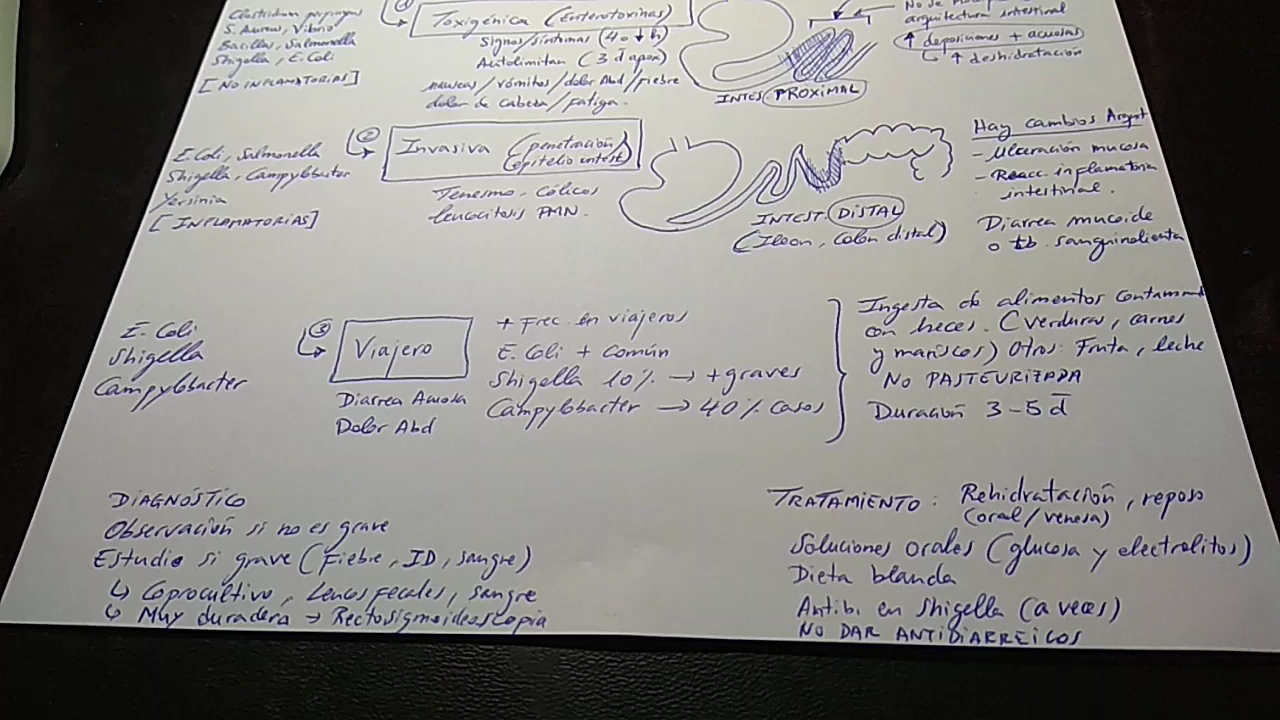 Clostridium perfringens
S. Aureus, Vibrio
Bacillus, Salmonella
Shigella, E. Coli
[NO INFLAMATORIAS]
①
Toxigénica (Enterotoxinas)
Signos/síntomas (4 o ↓ h)
Autolimitan (3 d aprox)
nauseas/vómitos/dolor Abd/fiebre
dolor de cabeza/fatiga.
INTES. PROXIMAL
arquitectura intestinal
↑ deposiciones + acuosas
↳ ↑ deshidratación
E. Coli, Salmonella
Shigella, Campylobacter
Yersinia
[INFLAMATORIAS]
②
Invasiva (penetración
epitelio intest)
Tenesmo, Cólicos
leucocitosis PMN.
INTEST. DISTAL
(Ileon, Colon distal)
Hay cambios Arquit
- Ulceración mucosa
- Reacc. inflamatoria
intestinal.
Diarrea mucoide
o tb. sanguinolienta
E. Coli
Shigella
Campylobacter
③
Viajero
Diarrea Acuosa
Dolor Abd
+ Frec. en viajeros
E. Coli + común
Shigella 10% → + graves
Campylobacter → 40% casos
Ingesta de alimentos contaminad
con heces. (verduras, carnes
y mariscos) Otros: Fruta, leche
NO PASTEURIZADA
Duración 3-5 d
DIAGNÓSTICO
Observación si no es grave
Estudio si grave (Fiebre, ID, sangre)
↳ Coprocultivo, Leucos fecales, sangre
↳ Muy duradera → Rectosigmoideoscopia
TRATAMIENTO: Rehidratación, reposo
(oral/venosa)
Soluciones orales (glucosa y electrolitos)
Dieta blanda
Antib. en Shigella (a veces)
NO DAR ANTIDIARREICOS